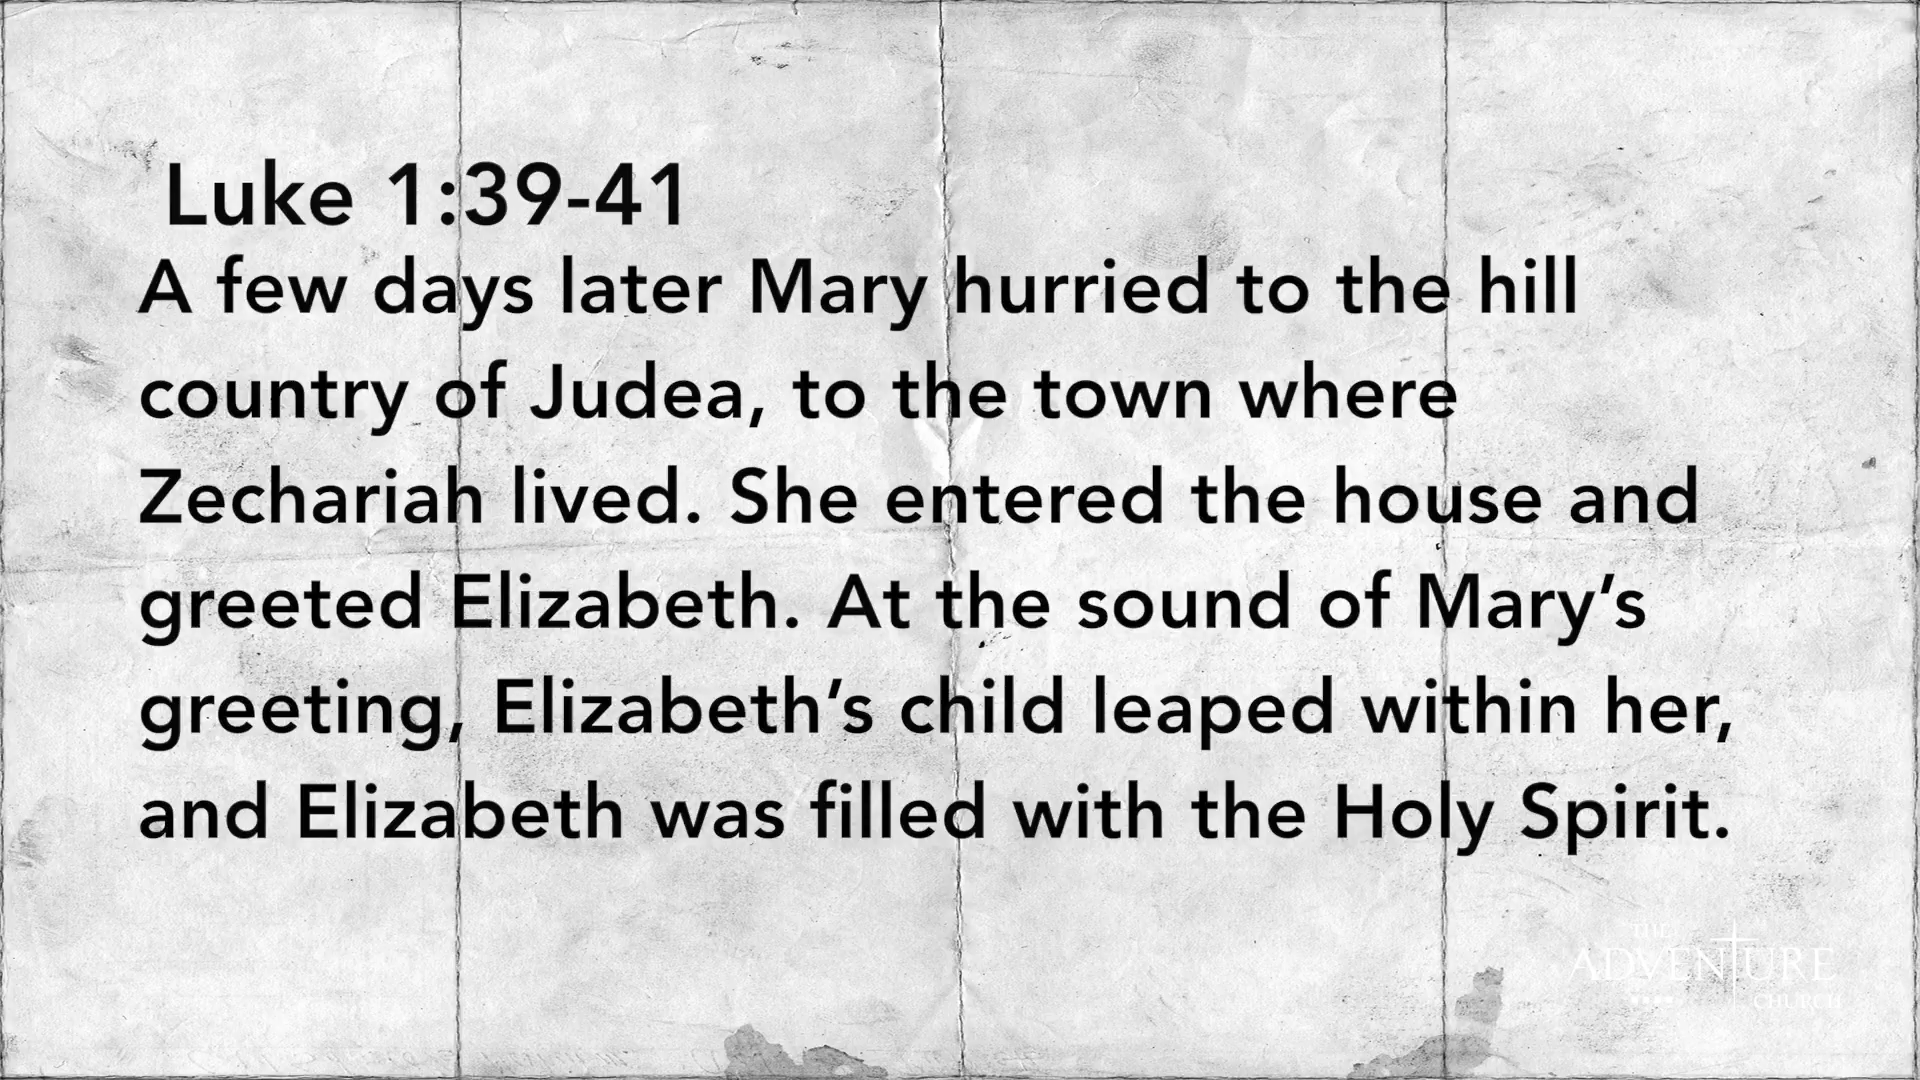 Luke 1:39-41
A few days later Mary hurried to the hill
country of Judea, to the town where
Zechariah lived. She entered the house and
greeted Elizabeth. At the sound of Mary’s
greeting, Elizabeth’s child leaped within her,
and Elizabeth was filled with the Holy Spirit.
THE
ADVENTURE
CHURCH